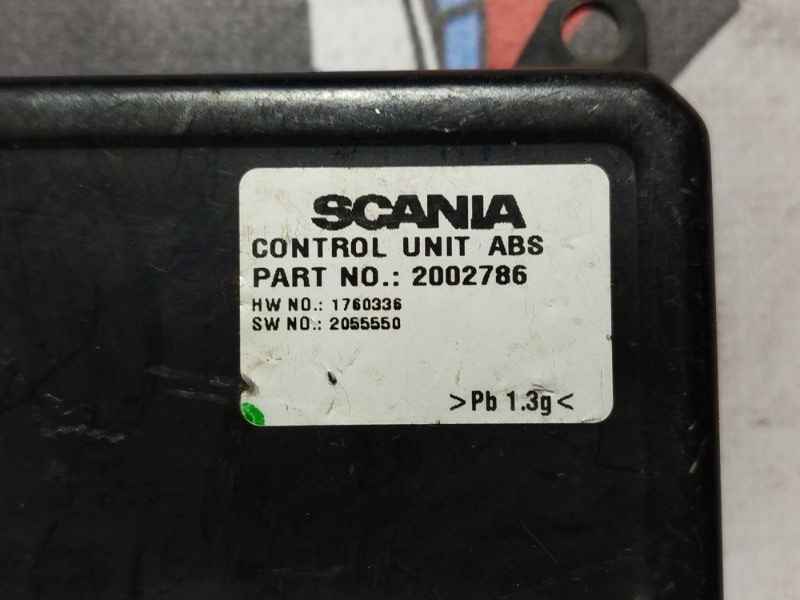 SCANIA
CONTROL UNIT ABS
PART NO.: 2002786
HW NO.: 1760336
SW NO.: 2055550
>Pb 1.3g<